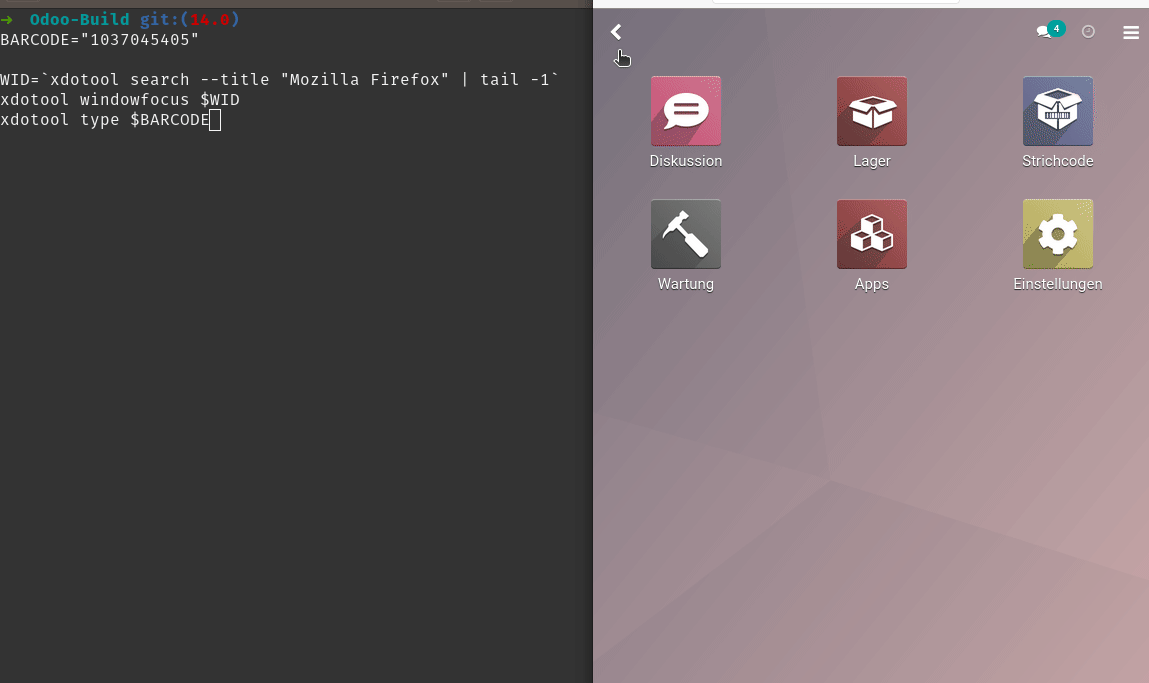 → Odoo-Build git:(14.0)
BARCODE="1037045405"
WID=`xdotool search --title "Mozilla Firefox" | tail -1`
xdotool windowfocus $WID
xdotool type $BARCODE
4
Diskussion
Lager
Strichcode
Wartung
Apps
Einstellungen